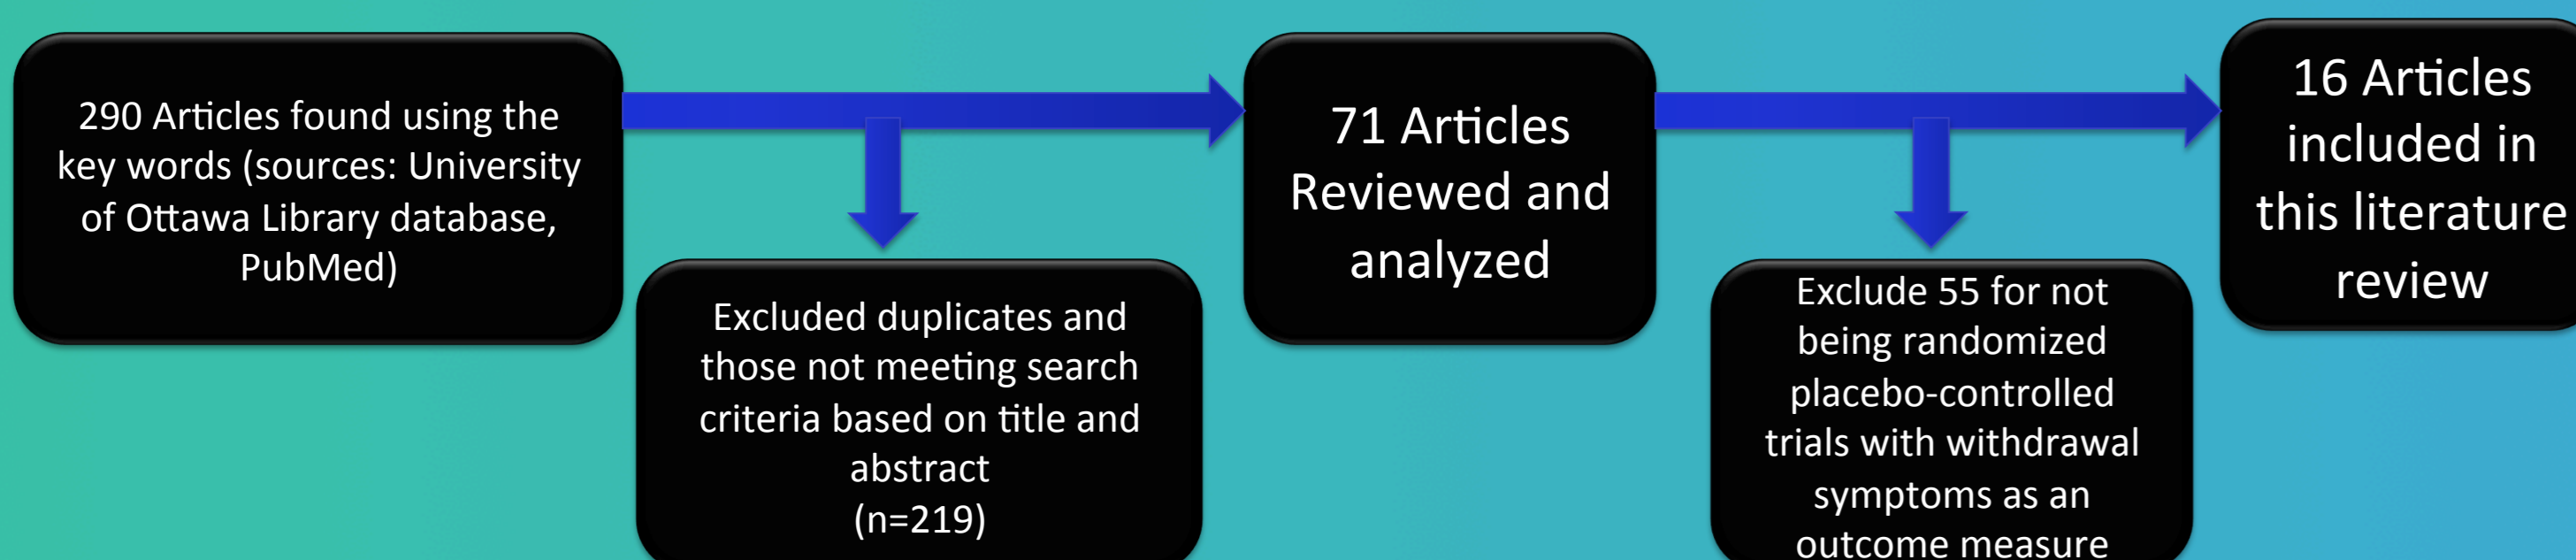 290 Articles found using the
key words (sources: University
of Ottawa Library database,
PubMed)
Excluded duplicates and
those not meeting search
criteria based on title and
abstract
(n=219)
71 Articles
Reviewed and
analyzed
Exclude 55 for not
being randomized
placebo-controlled
trials with withdrawal
symptoms as an
outcome measure
16 Articles
included in
this literature
review